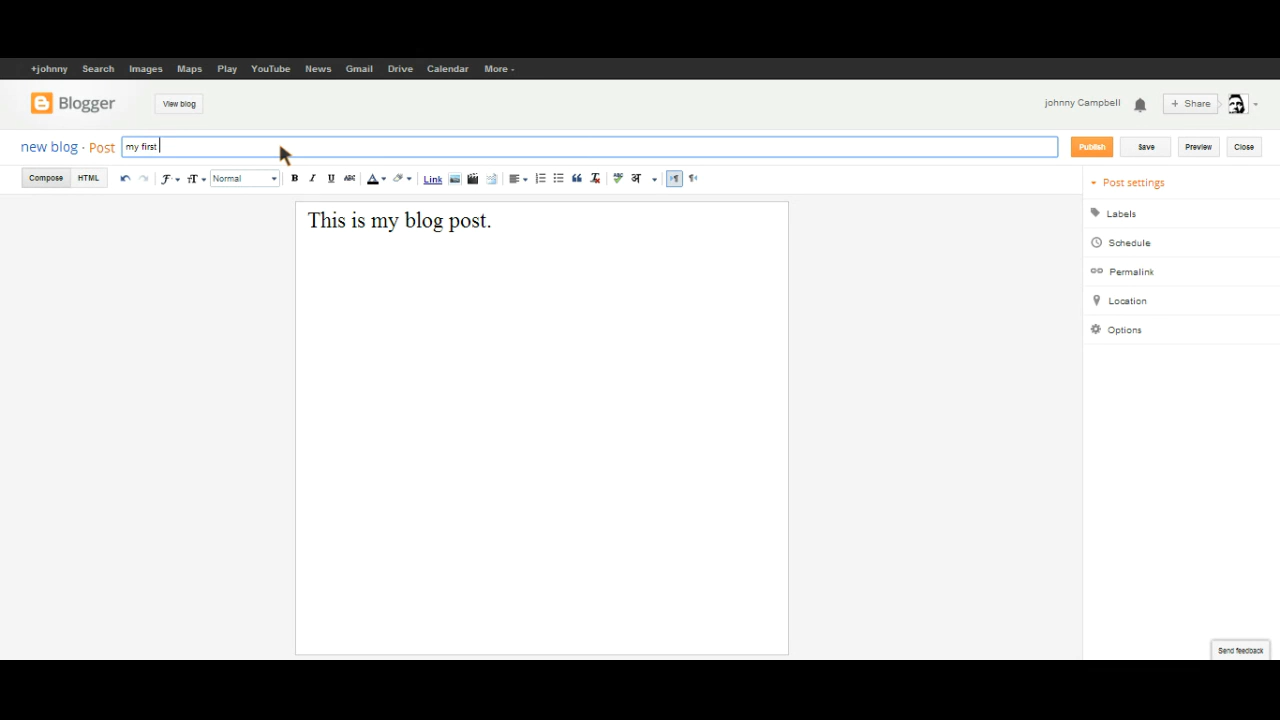 +johnny Search Images Maps Play YouTube News Gmail Drive Calendar More
Blogger View blog johnny Campbell + Share
new blog · Post my first Publish Save Preview Close
Compose HTML Normal B I U ABC A Link ABC अ
Post settings
This is my blog post.
Labels
Schedule
Permalink
Location
Options
Send feedback